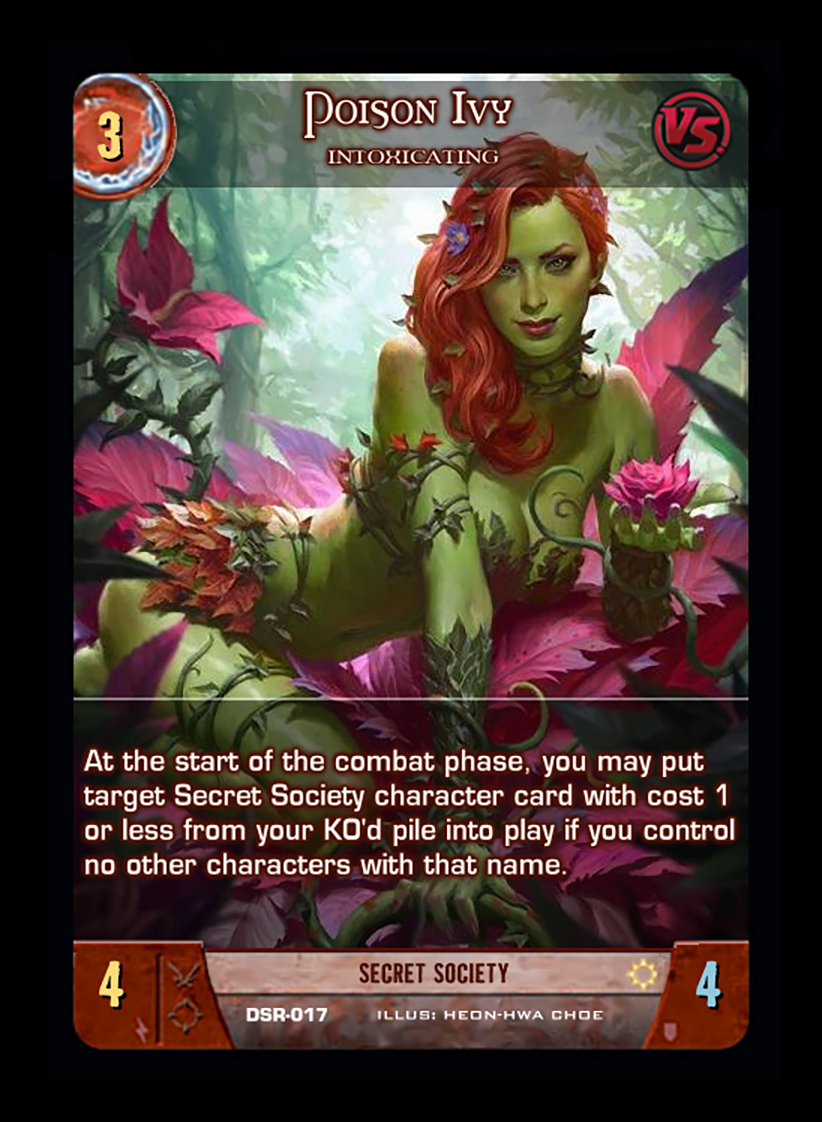 3
Poison Ivy
VS.
INTOXICATING
At the start of the combat phase, you may put
target Secret Society character card with cost 1
or less from your KO'd pile into play if you control
no other characters with that name.
4
SECRET SOCIETY
4
DSR-017 ILLUS: HEON-HWA CHOE